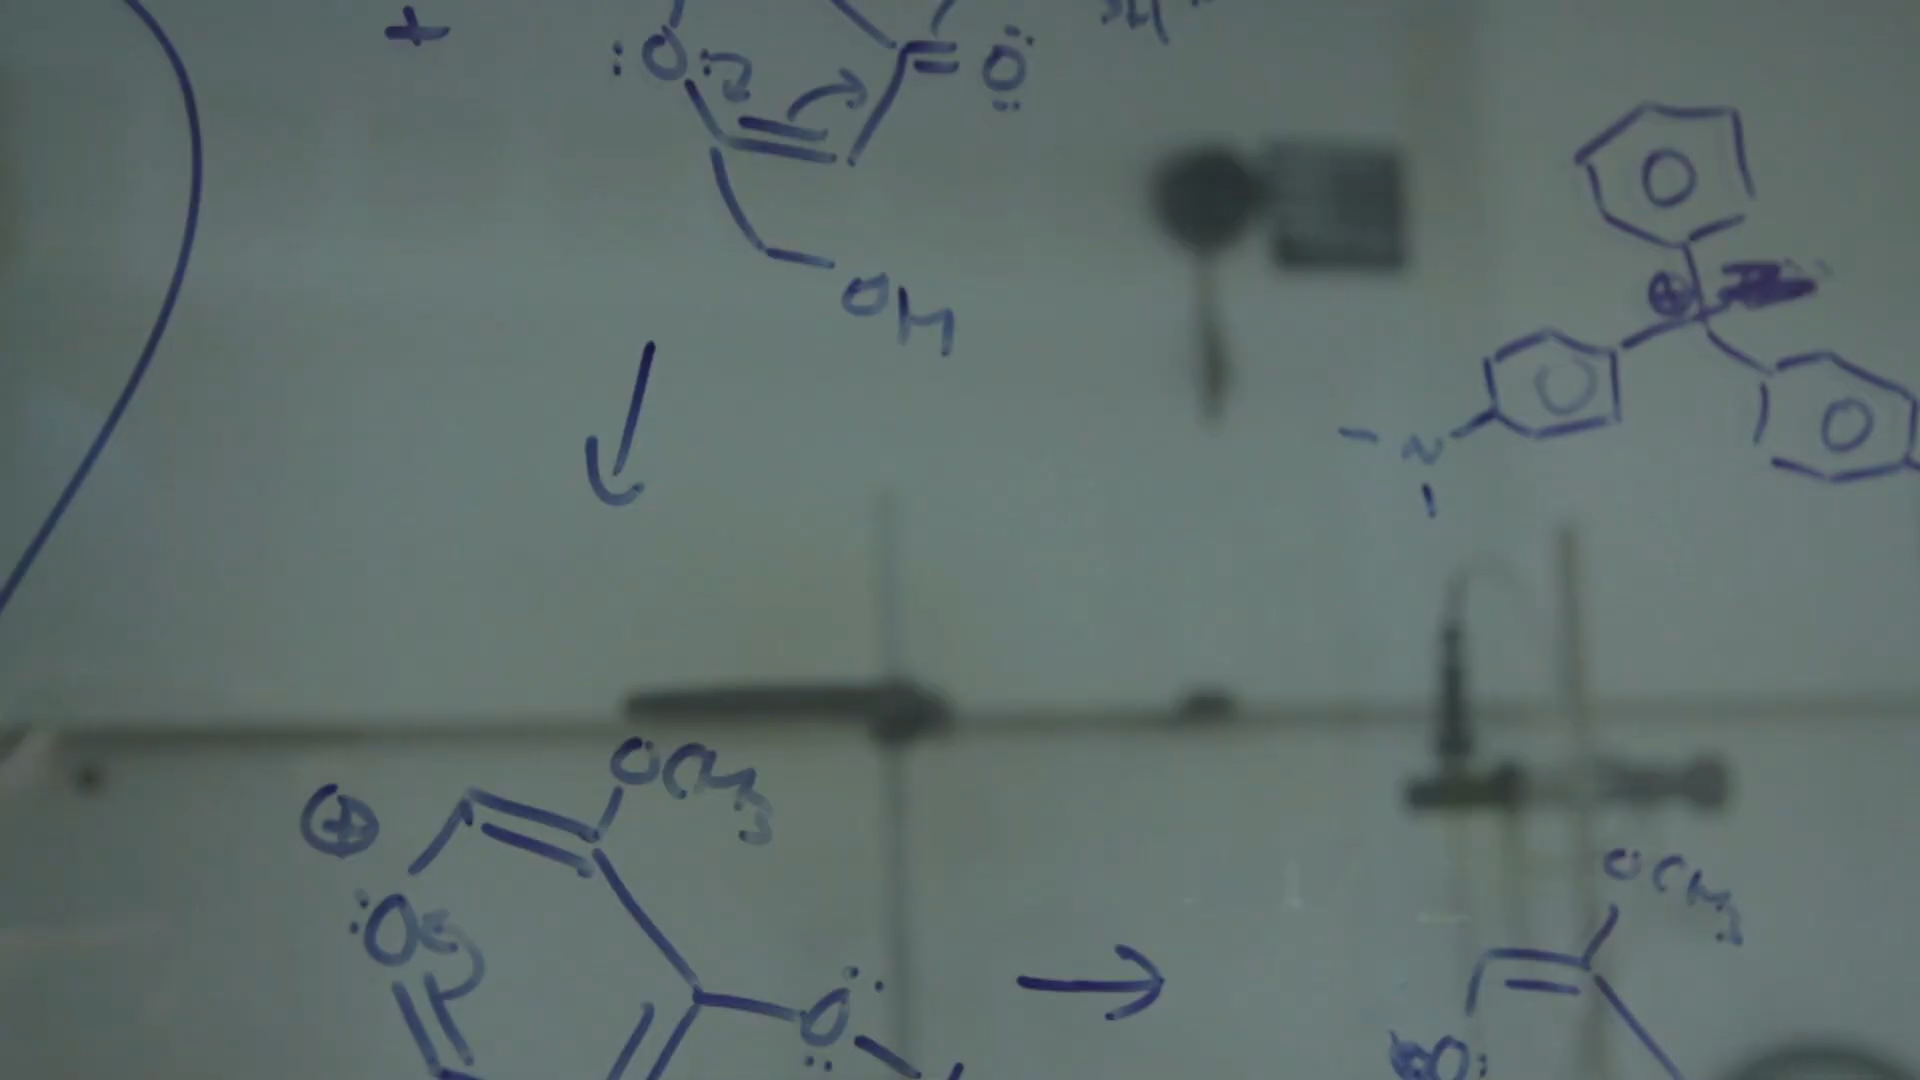 +
:O: =O
OH
⊕
N
OCH3
⊕
OCH3
:O
O
O: